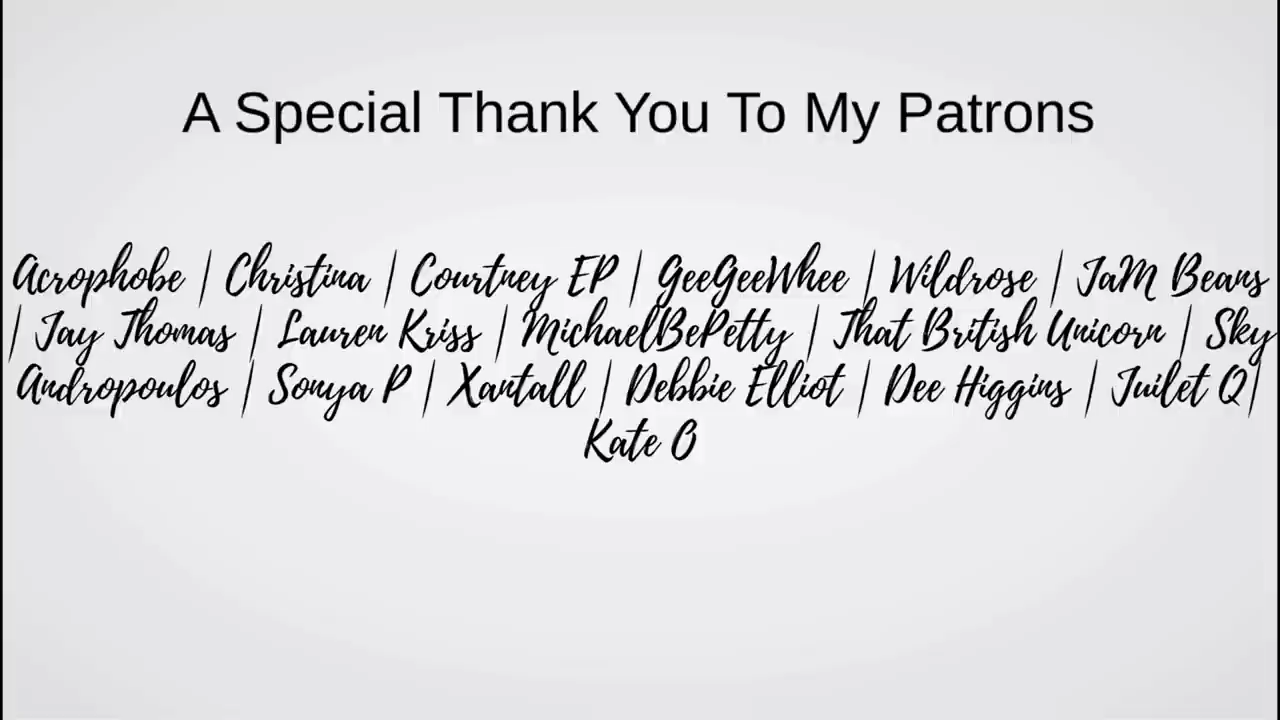 A Special Thank You To My Patrons
Acrophobe | Christina | Courtney EP | GeeGeeWhee | Wildrose | JaM Beans
| Jay Thomas | Lauren Kriss | MichaelBePetty | That British Unicorn | Sky
Andropoulos | Sonya P | Xantall | Debbie Elliot | Dee Higgins | Juilet Q|
Kate O